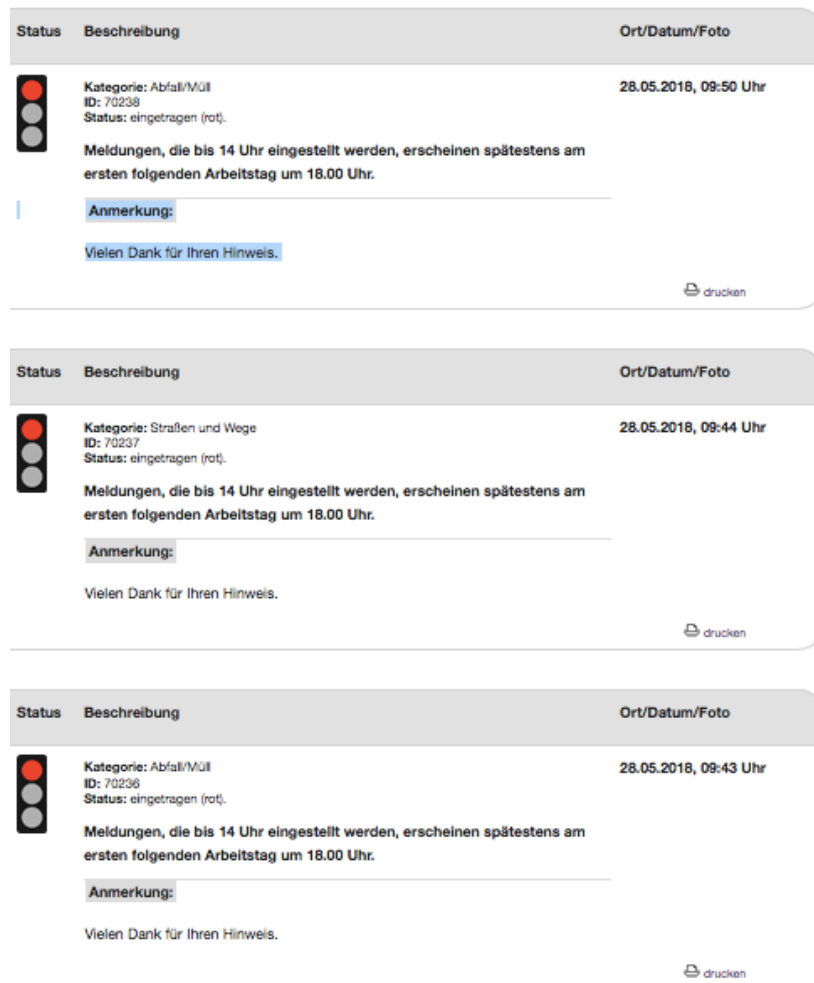 Status Beschreibung Ort/Datum/Foto
Kategorie: Abfall/Müll 28.05.2018, 09:50 Uhr
ID: 70238
Status: eingetragen (rot).
Meldungen, die bis 14 Uhr eingestellt werden, erscheinen spätestens am
ersten folgenden Arbeitstag um 18.00 Uhr.
Anmerkung:
Vielen Dank für Ihren Hinweis.
drucken
Status Beschreibung Ort/Datum/Foto
Kategorie: Straßen und Wege 28.05.2018, 09:44 Uhr
ID: 70237
Status: eingetragen (rot).
Meldungen, die bis 14 Uhr eingestellt werden, erscheinen spätestens am
ersten folgenden Arbeitstag um 18.00 Uhr.
Anmerkung:
Vielen Dank für Ihren Hinweis.
drucken
Status Beschreibung Ort/Datum/Foto
Kategorie: Abfall/Müll 28.05.2018, 09:43 Uhr
ID: 70236
Status: eingetragen (rot).
Meldungen, die bis 14 Uhr eingestellt werden, erscheinen spätestens am
ersten folgenden Arbeitstag um 18.00 Uhr.
Anmerkung:
Vielen Dank für Ihren Hinweis.
drucken